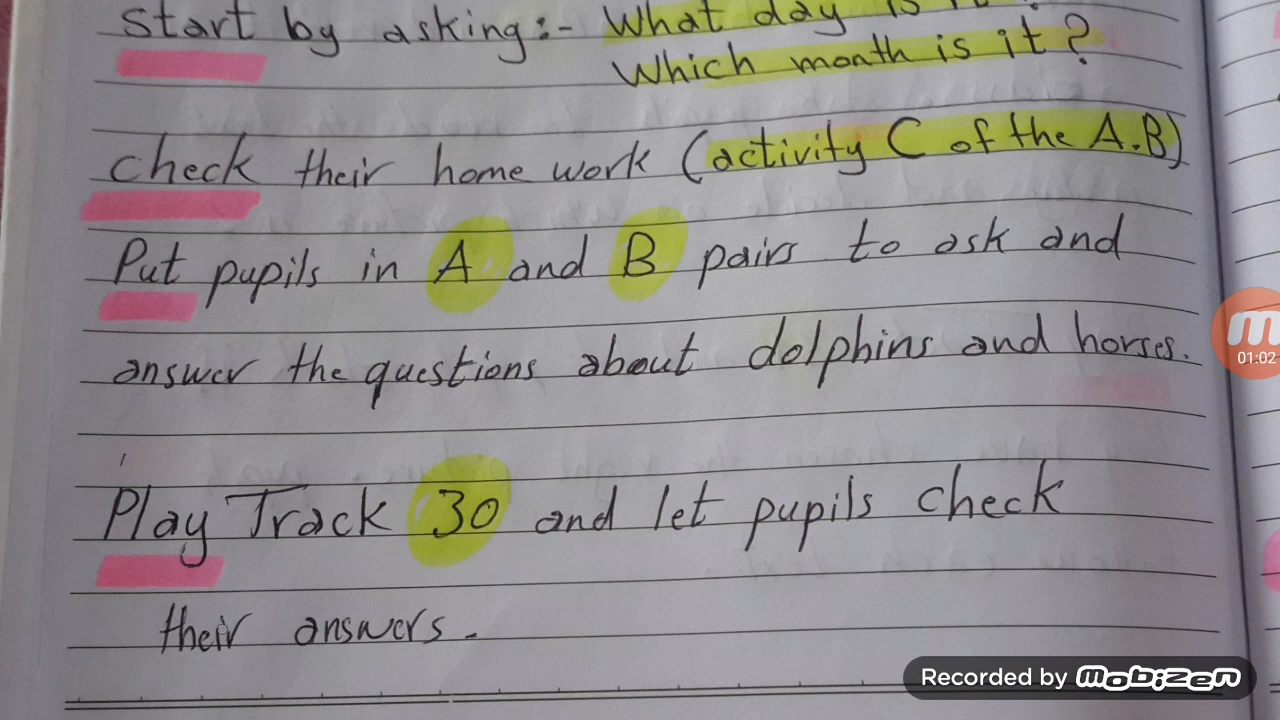 Start by asking:- What day is it?
Which month is it?
check their home work (activity C of the A.B)
Put pupils in A and B pairs to ask and
answer the questions about dolphins and horses.
Play Track 30 and let pupils check
their answers.
01:02
Recorded by mobizen